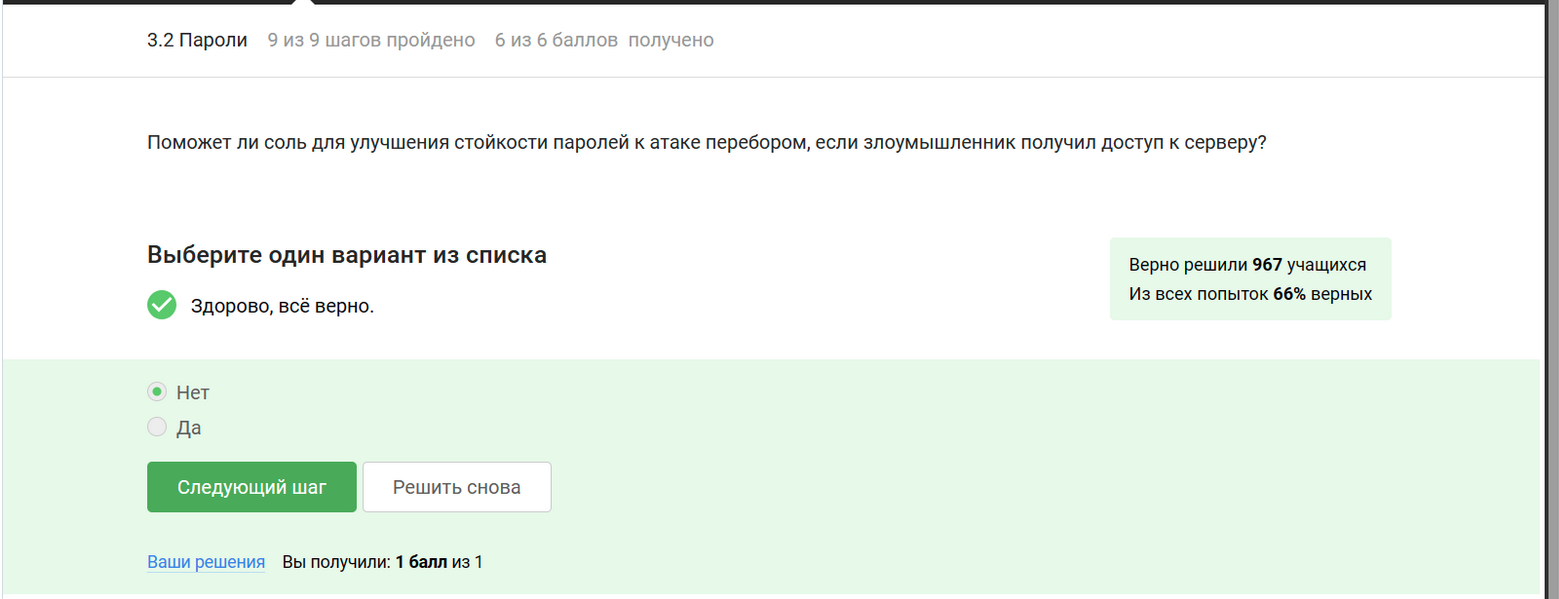 3.2 Пароли 9 из 9 шагов пройдено 6 из 6 баллов получено
Поможет ли соль для улучшения стойкости паролей к атаке перебором, если злоумышленник получил доступ к серверу?
Выберите один вариант из списка
Здорово, всё верно.
Верно решили 967 учащихся
Из всех попыток 66% верных
Нет
Да
Следующий шаг Решить снова
Ваши решения Вы получили: 1 балл из 1